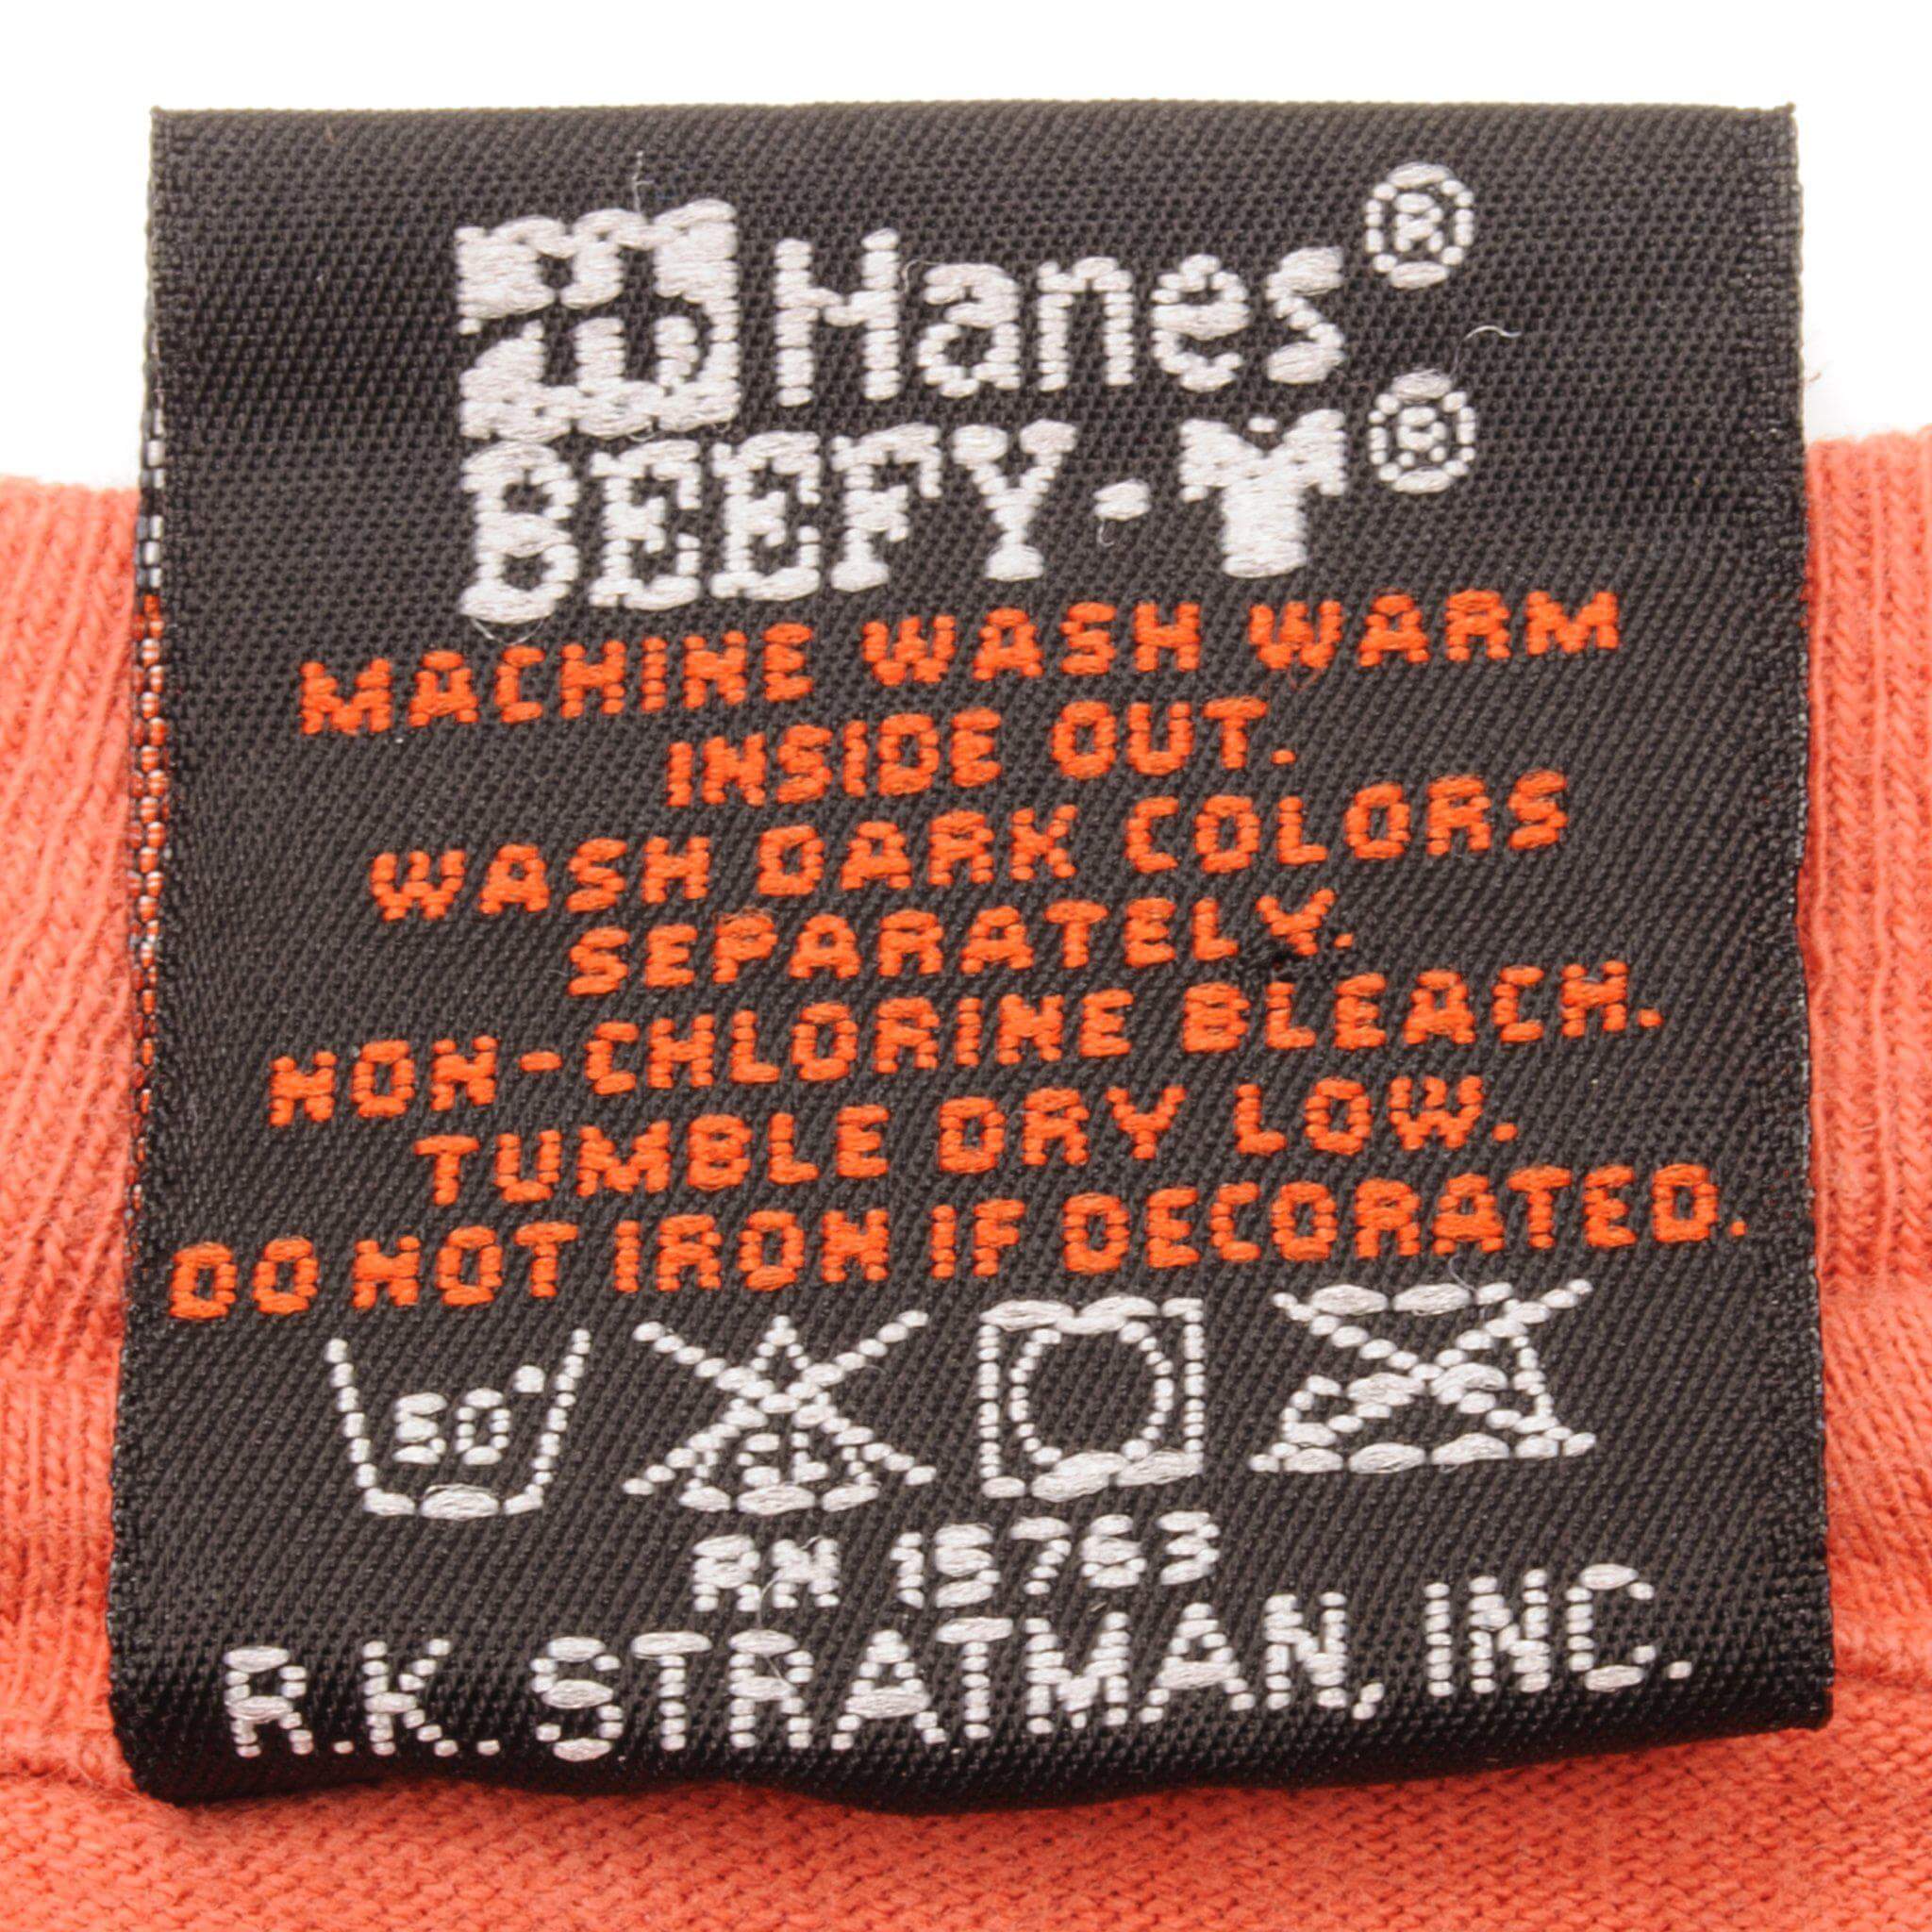 Hanes®
BEEFY-T®
MACHINE WASH WARM
INSIDE OUT.
WASH DARK COLORS
SEPARATELY.
NON-CHLORINE BLEACH.
TUMBLE DRY LOW.
DO NOT IRON IF DECORATED.
50° CL
RN 15763
R.K. STRATMAN, INC.